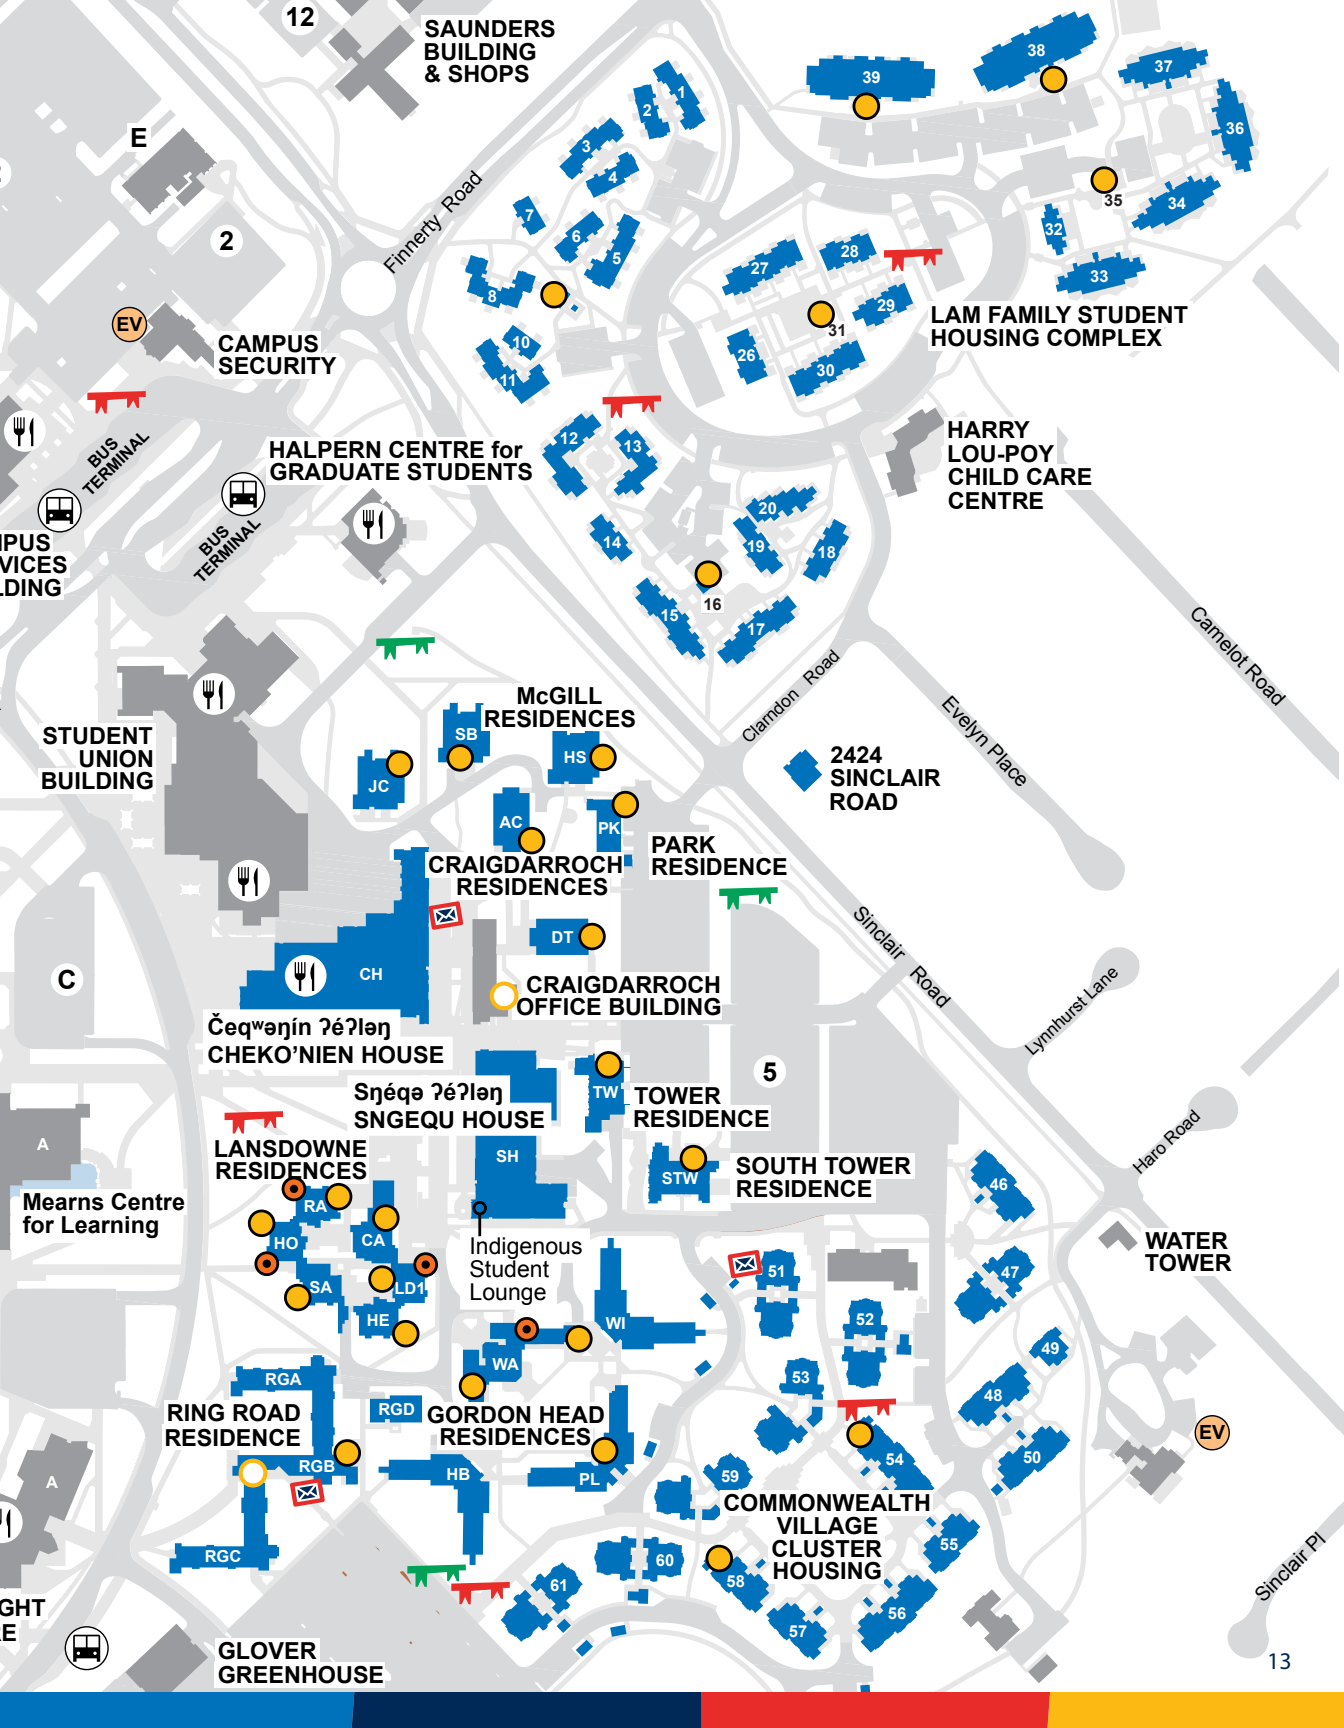 12
SAUNDERS
BUILDING
& SHOPS
E
2
EV
CAMPUS
SECURITY
Finnerty Road
1
2
3
4
5
6
7
8
10
11
39
38
37
36
35
34
32
33
27
28
29
31
26
30
LAM FAMILY STUDENT
HOUSING COMPLEX
BUS
TERMINAL
BUS
TERMINAL
HALPERN CENTRE for
GRADUATE STUDENTS
12
13
14
15
16
17
18
19
20
HARRY
LOU-POY
CHILD CARE
CENTRE
PUS
VICES
DING
Camelot Road
Clarndon Road
Evelyn Place
2424
SINCLAIR
ROAD
STUDENT
UNION
BUILDING
McGILL
RESIDENCES
SB
HS
JC
AC
PK
CRAIGDARROCH
RESIDENCES
PARK
RESIDENCE
DT
CRAIGDARROCH
OFFICE BUILDING
C
CH
Čeqʷəŋín ʔéʔləŋ
CHEKO’NIEN HOUSE
Sŋéqə ʔéʔləŋ
SNGEQU HOUSE
SH
TW
TOWER
RESIDENCE
5
Sinclair Road
Lynnhurst Lane
Haro Road
A
Mearns Centre
for Learning
LANSDOWNE
RESIDENCES
RA
HO
CA
SA
LD1
HE
STW
SOUTH TOWER
RESIDENCE
Indigenous
Student
Lounge
WATER
TOWER
46
47
48
49
50
51
52
53
54
55
56
57
58
59
60
61
WI
WA
RGA
RGD
RING ROAD
RESIDENCE
RGB
RGC
GORDON HEAD
RESIDENCES
HB
PL
COMMONWEALTH
VILLAGE
CLUSTER
HOUSING
EV
A
GHT
E
GLOVER
GREENHOUSE
Sinclair Pl
13